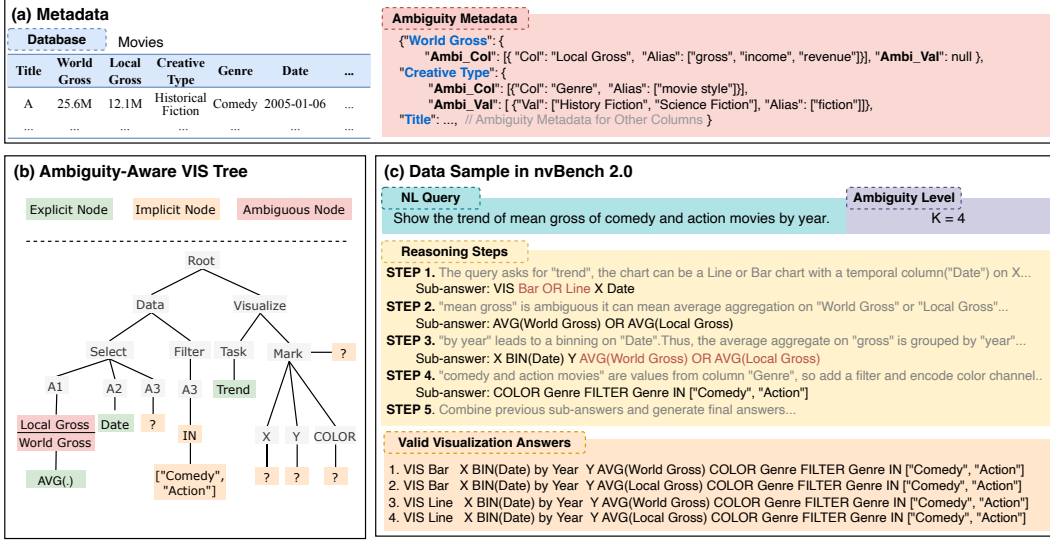 (a) Metadata
Database
Movies
Title World Gross Local Gross Creative Type Genre Date ...
A 25.6M 12.1M Historical Fiction Comedy 2005-01-06 ...
... ... ... ... ... ... ...
Ambiguity Metadata
{"World Gross": {
"Ambi_Col": [{ "Col": "Local Gross", "Alias": ["gross", "income", "revenue"]}], "Ambi_Val": null },
"Creative Type": {
"Ambi_Col": [{"Col": "Genre", "Alias": ["movie style"]}],
"Ambi_Val": [ {"Val": ["History Fiction", "Science Fiction"], "Alias": ["fiction"]]}},
"Title": ..., // Ambiguity Metadata for Other Columns }
(b) Ambiguity-Aware VIS Tree
Explicit Node Implicit Node Ambiguous Node
Root
Data Visualize
Select Filter Task Mark ?
A1 A2 A3 A3 Trend
Local Gross Date ?
World Gross IN X Y COLOR
AVG(.) ["Comedy", ? ? ?
"Action"]
(c) Data Sample in nvBench 2.0
NL Query
Show the trend of mean gross of comedy and action movies by year.
Ambiguity Level
K = 4
Reasoning Steps
STEP 1. The query asks for "trend", the chart can be a Line or Bar chart with a temporal column("Date") on X...
Sub-answer: VIS Bar OR Line X Date
STEP 2. "mean gross" is ambiguous it can mean average aggregation on "World Gross" or "Local Gross"...
Sub-answer: AVG(World Gross) OR AVG(Local Gross)
STEP 3. "by year" leads to a binning on "Date".Thus, the average aggregate on "gross" is grouped by "year"...
Sub-answer: X BIN(Date) Y AVG(World Gross) OR AVG(Local Gross)
STEP 4. "comedy and action movies" are values from column "Genre", so add a filter and encode color channel..
Sub-answer: COLOR Genre FILTER Genre IN ["Comedy", "Action"]
STEP 5. Combine previous sub-answers and generate final answers...
Valid Visualization Answers
1. VIS Bar X BIN(Date) by Year Y AVG(World Gross) COLOR Genre FILTER Genre IN ["Comedy", "Action"]
2. VIS Bar X BIN(Date) by Year Y AVG(Local Gross) COLOR Genre FILTER Genre IN ["Comedy", "Action"]
3. VIS Line X BIN(Date) by Year Y AVG(World Gross) COLOR Genre FILTER Genre IN ["Comedy", "Action"]
4. VIS Line X BIN(Date) by Year Y AVG(Local Gross) COLOR Genre FILTER Genre IN ["Comedy", "Action"]